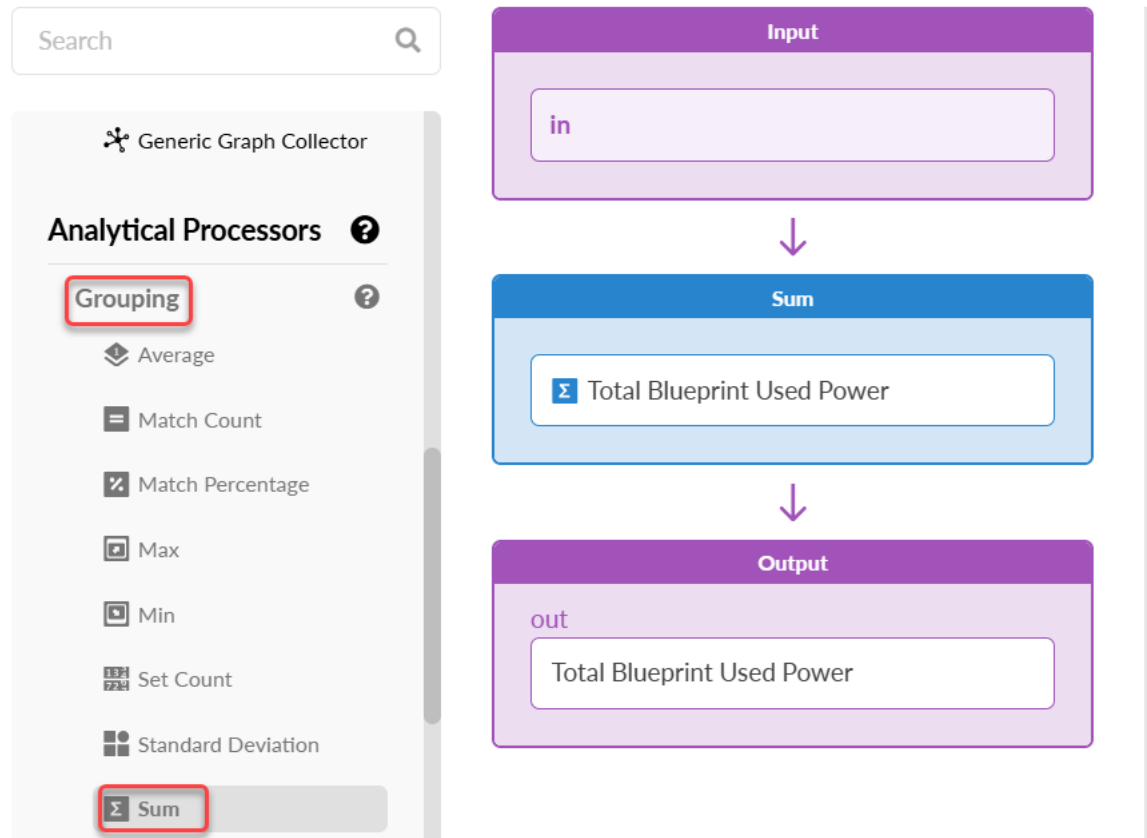 Search
Generic Graph Collector
Analytical Processors ?
Grouping ?
Average
Match Count
Match Percentage
Max
Min
Set Count
Standard Deviation
Σ Sum
Input
in
Sum
Σ Total Blueprint Used Power
Output
out
Total Blueprint Used Power